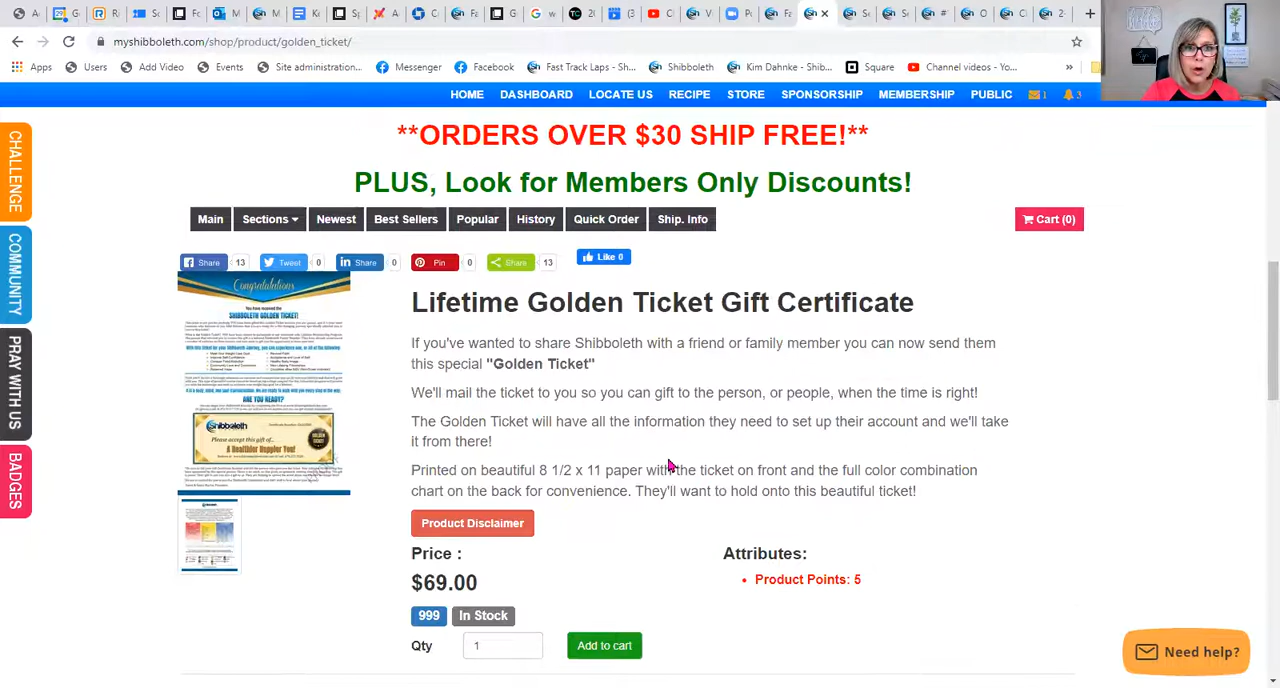 myshibboleth.com/shop/product/golden_ticket/
Apps Users Add Video Events Site administration... Messenger Fast Track Laps - Sh... Shibboleth Kim Dahnke - Shib... Square Channel videos - Yo... »
HOME DASHBOARD LOCATE US RECIPE STORE SPONSORSHIP MEMBERSHIP PUBLIC 1 3
**ORDERS OVER $30 SHIP FREE!**
PLUS, Look for Members Only Discounts!
Main Sections Newest Best Sellers Popular History Quick Order Ship. Info Cart (0)
Share 13 Tweet 0 Share 0 Pin 0 Share 13 Like 0
CHALLENGE
COMMUNITY
PRAY WITH US
BADGES
Congratulations
SHIBBOLETH GOLDEN TICKET!
ARE YOU READY?
Shibboleth
Please accept this gift of...
A Healthier Happier You!
Lifetime Golden Ticket Gift Certificate
If you've wanted to share Shibboleth with a friend or family member you can now send them
this special "Golden Ticket"
We'll mail the ticket to you so you can gift to the person, or people, when the time is right!
The Golden Ticket will have all the information they need to set up their account and we'll take
it from there!
Printed on beautiful 8 1/2 x 11 paper with the ticket on front and the full color combination
chart on the back for convenience. They'll want to hold onto this beautiful ticket!
Product Disclaimer
Price : Attributes:
$69.00 • Product Points: 5
999 In Stock
Qty 1 Add to cart
Need help?